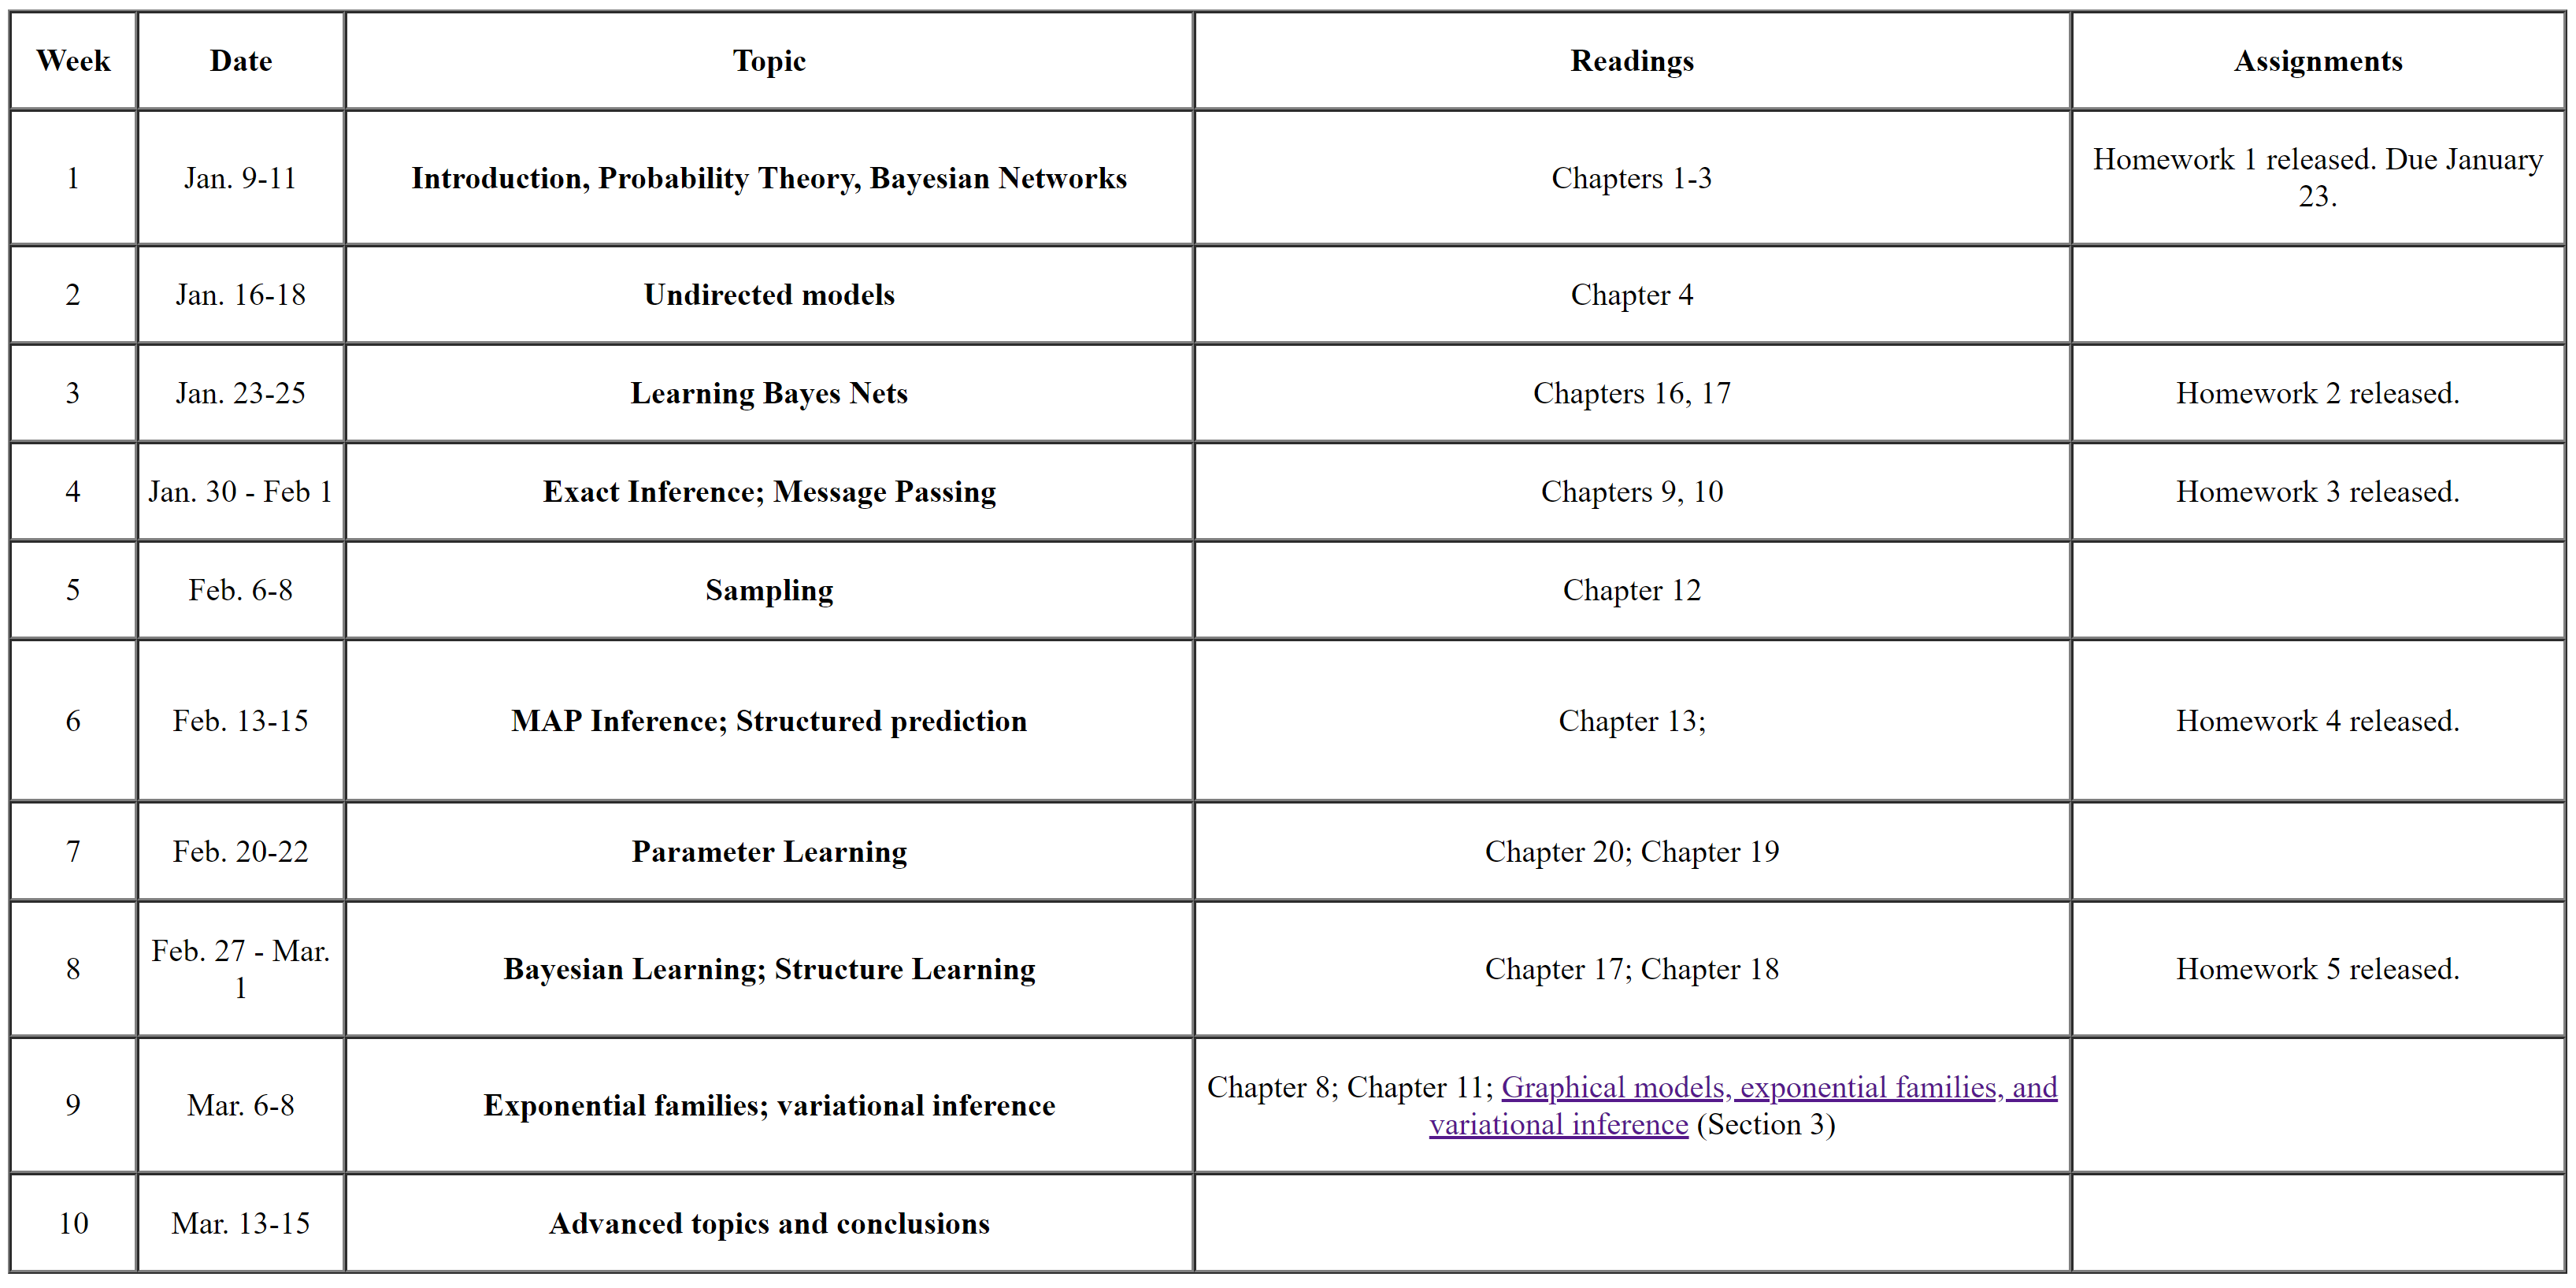 Week Date Topic Readings Assignments
1 Jan. 9-11 Introduction, Probability Theory, Bayesian Networks Chapters 1-3 Homework 1 released. Due January
23.
2 Jan. 16-18 Undirected models Chapter 4
3 Jan. 23-25 Learning Bayes Nets Chapters 16, 17 Homework 2 released.
4 Jan. 30 - Feb 1 Exact Inference; Message Passing Chapters 9, 10 Homework 3 released.
5 Feb. 6-8 Sampling Chapter 12
6 Feb. 13-15 MAP Inference; Structured prediction Chapter 13; Homework 4 released.
7 Feb. 20-22 Parameter Learning Chapter 20; Chapter 19
8 Feb. 27 - Mar.
1 Bayesian Learning; Structure Learning Chapter 17; Chapter 18 Homework 5 released.
9 Mar. 6-8 Exponential families; variational inference Chapter 8; Chapter 11; Graphical models, exponential families, and
variational inference (Section 3)
10 Mar. 13-15 Advanced topics and conclusions